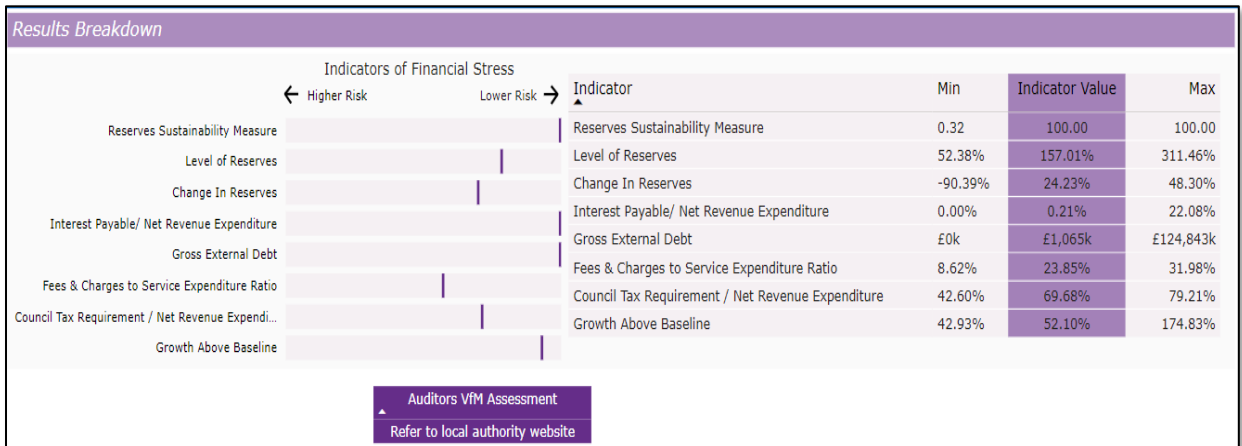 Results Breakdown
Indicators of Financial Stress
← Higher Risk Lower Risk →
Reserves Sustainability Measure
Level of Reserves
Change In Reserves
Interest Payable/ Net Revenue Expenditure
Gross External Debt
Fees & Charges to Service Expenditure Ratio
Council Tax Requirement / Net Revenue Expendi...
Growth Above Baseline
Indicator Min Indicator Value Max
Reserves Sustainability Measure 0.32 100.00 100.00
Level of Reserves 52.38% 157.01% 311.46%
Change In Reserves -90.39% 24.23% 48.30%
Interest Payable/ Net Revenue Expenditure 0.00% 0.21% 22.08%
Gross External Debt £0k £1,065k £124,843k
Fees & Charges to Service Expenditure Ratio 8.62% 23.85% 31.98%
Council Tax Requirement / Net Revenue Expenditure 42.60% 69.68% 79.21%
Growth Above Baseline 42.93% 52.10% 174.83%
Auditors VfM Assessment
Refer to local authority website